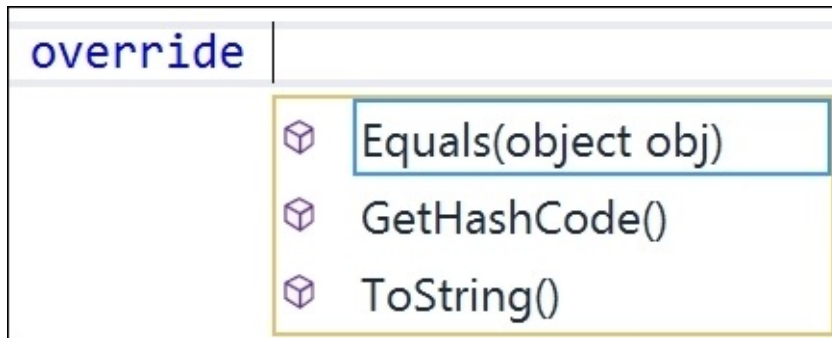 override
Equals(object obj)
GetHashCode()
ToString()